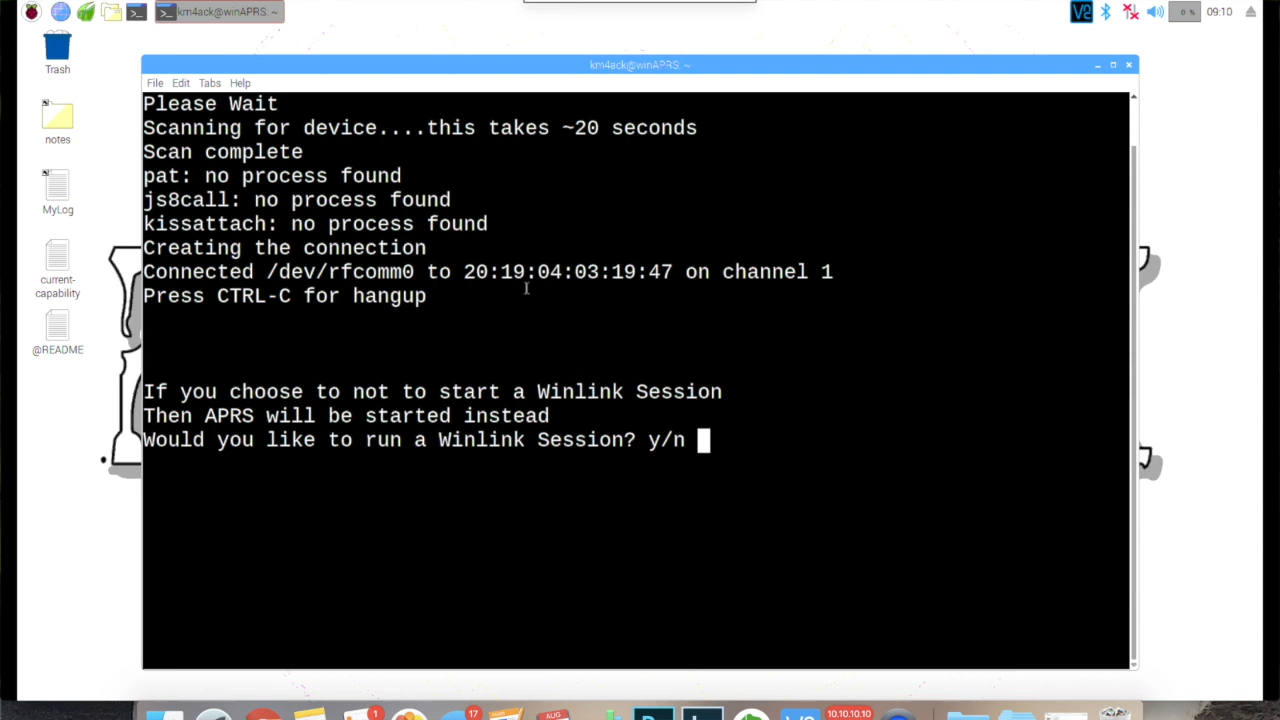 km4ack@winAPRS: ~
V2
0 %
09:10
Trash
notes
MyLog
current-
capability
@README
km4ack@winAPRS: ~
File Edit Tabs Help
Please Wait
Scanning for device....this takes ~20 seconds
Scan complete
pat: no process found
js8call: no process found
kissattach: no process found
Creating the connection
Connected /dev/rfcomm0 to 20:19:04:03:19:47 on channel 1
Press CTRL-C for hangup
If you choose to not to start a Winlink Session
Then APRS will be started instead
Would you like to run a Winlink Session? y/n
1
17
AUG
10.10.10.10